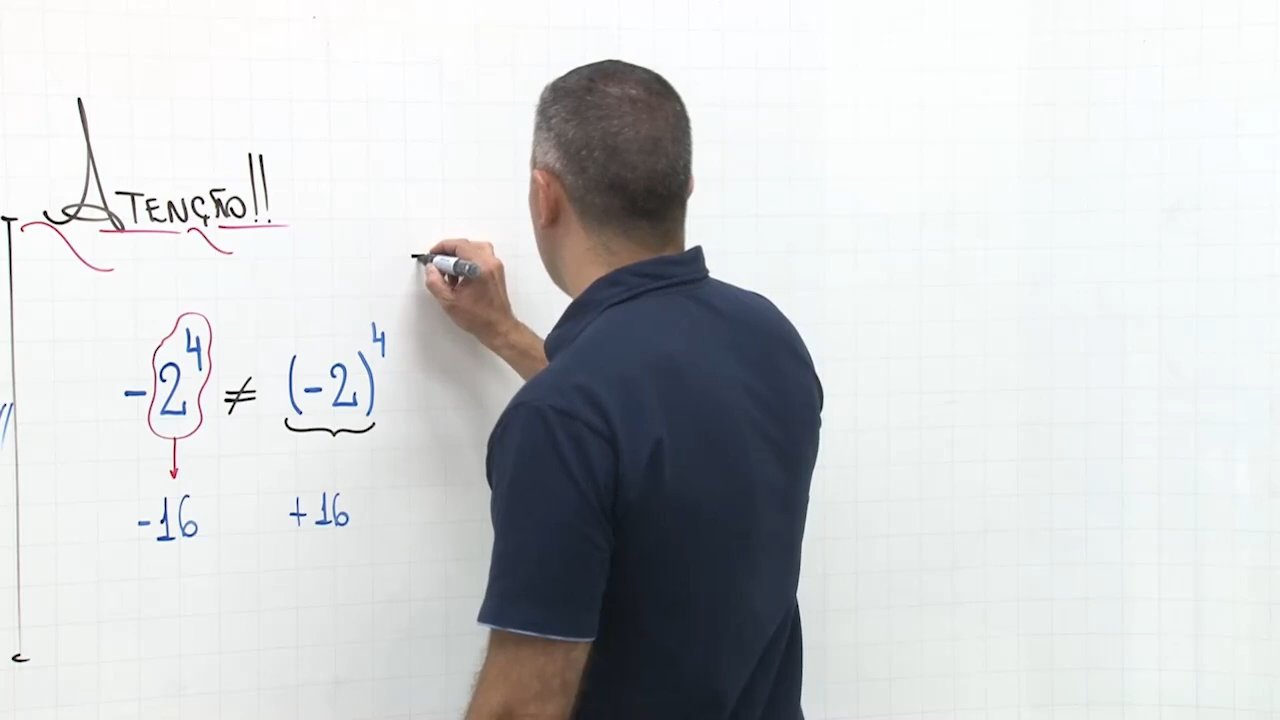 ATENÇÃO!!
-2⁴ ≠ (-2)⁴
-16 +16